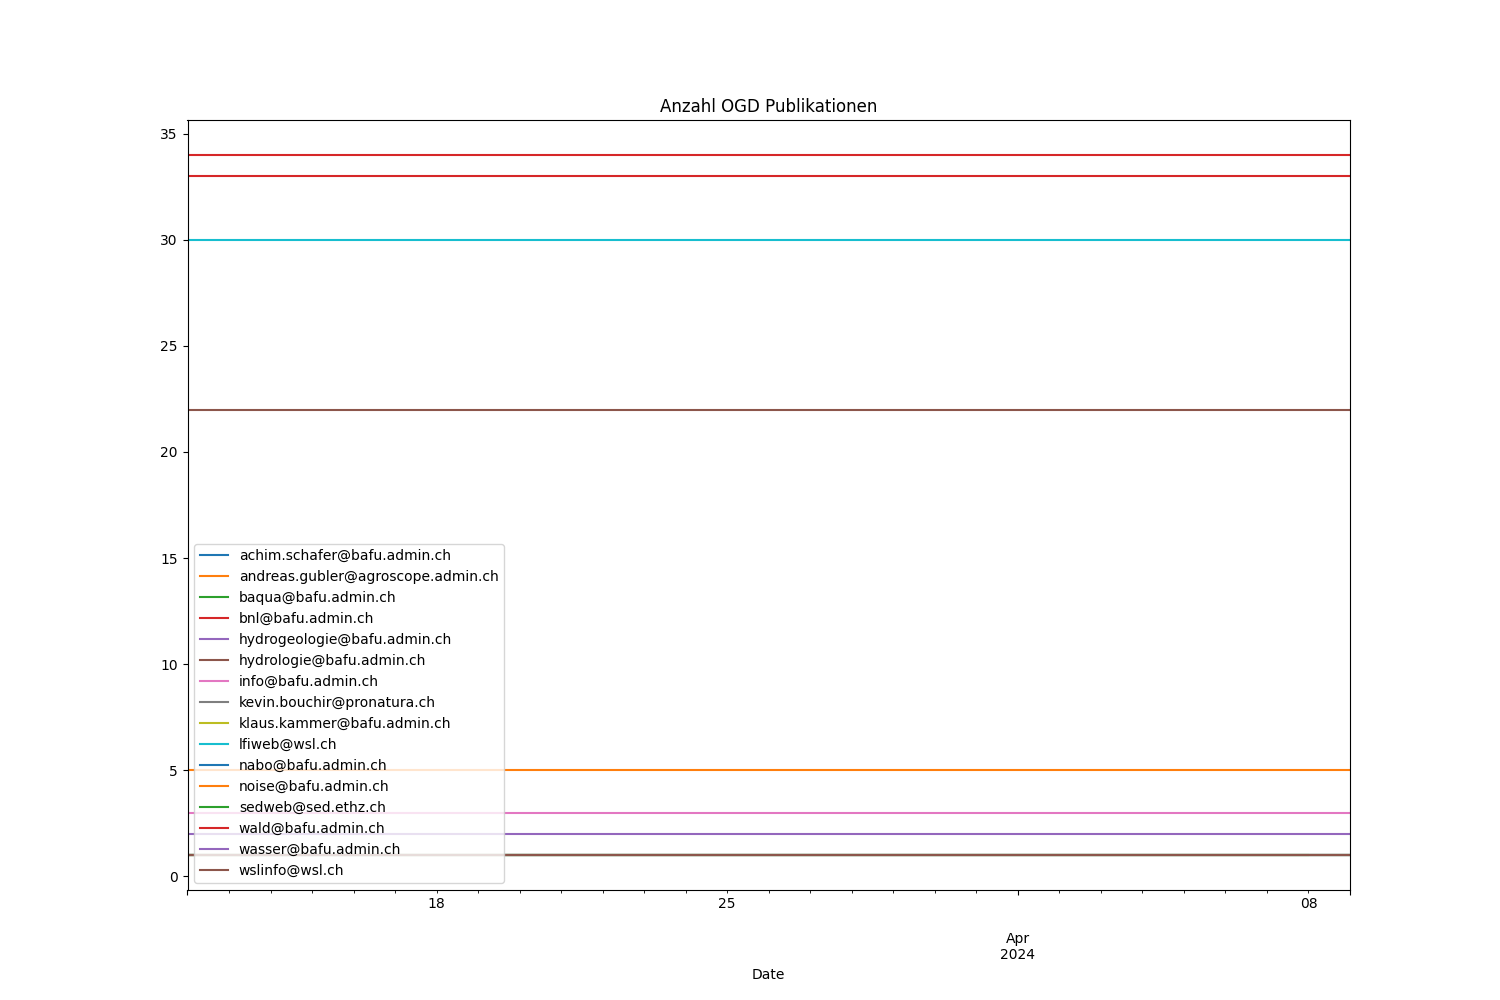 Anzahl OGD Publikationen
35
30
25
20
15
10
5
0
achim.schafer@bafu.admin.ch
andreas.gubler@agroscope.admin.ch
baqua@bafu.admin.ch
bnl@bafu.admin.ch
hydrogeologie@bafu.admin.ch
hydrologie@bafu.admin.ch
info@bafu.admin.ch
kevin.bouchir@pronatura.ch
klaus.kammer@bafu.admin.ch
lfiweb@wsl.ch
nabo@bafu.admin.ch
noise@bafu.admin.ch
sedweb@sed.ethz.ch
wald@bafu.admin.ch
wasser@bafu.admin.ch
wslinfo@wsl.ch
18 25 08
Apr
2024
Date